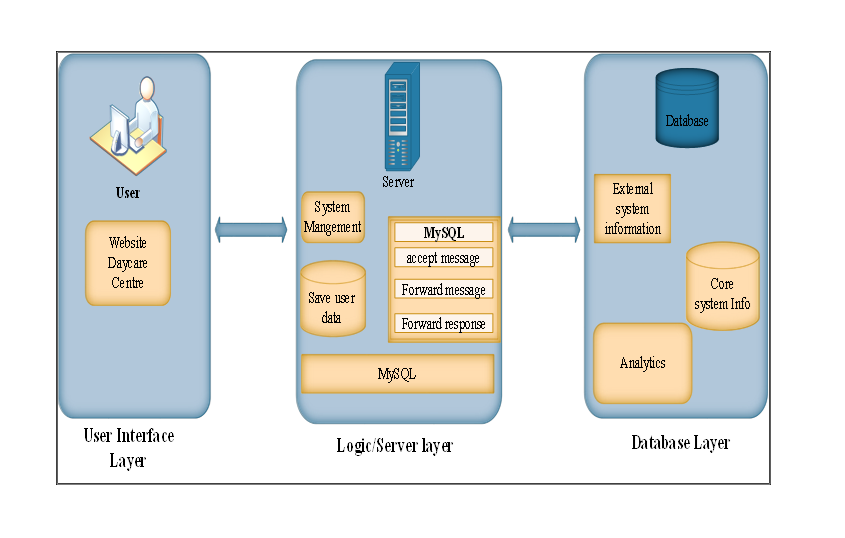 User
Website
Daycare
Centre
User Interface
Layer
Server
System
Mangement
Save user
data
MySQL
accept message
Forward message
Forward response
MySQL
Logic/Server layer
Database
External
system
information
Core
system Info
Analytics
Database Layer